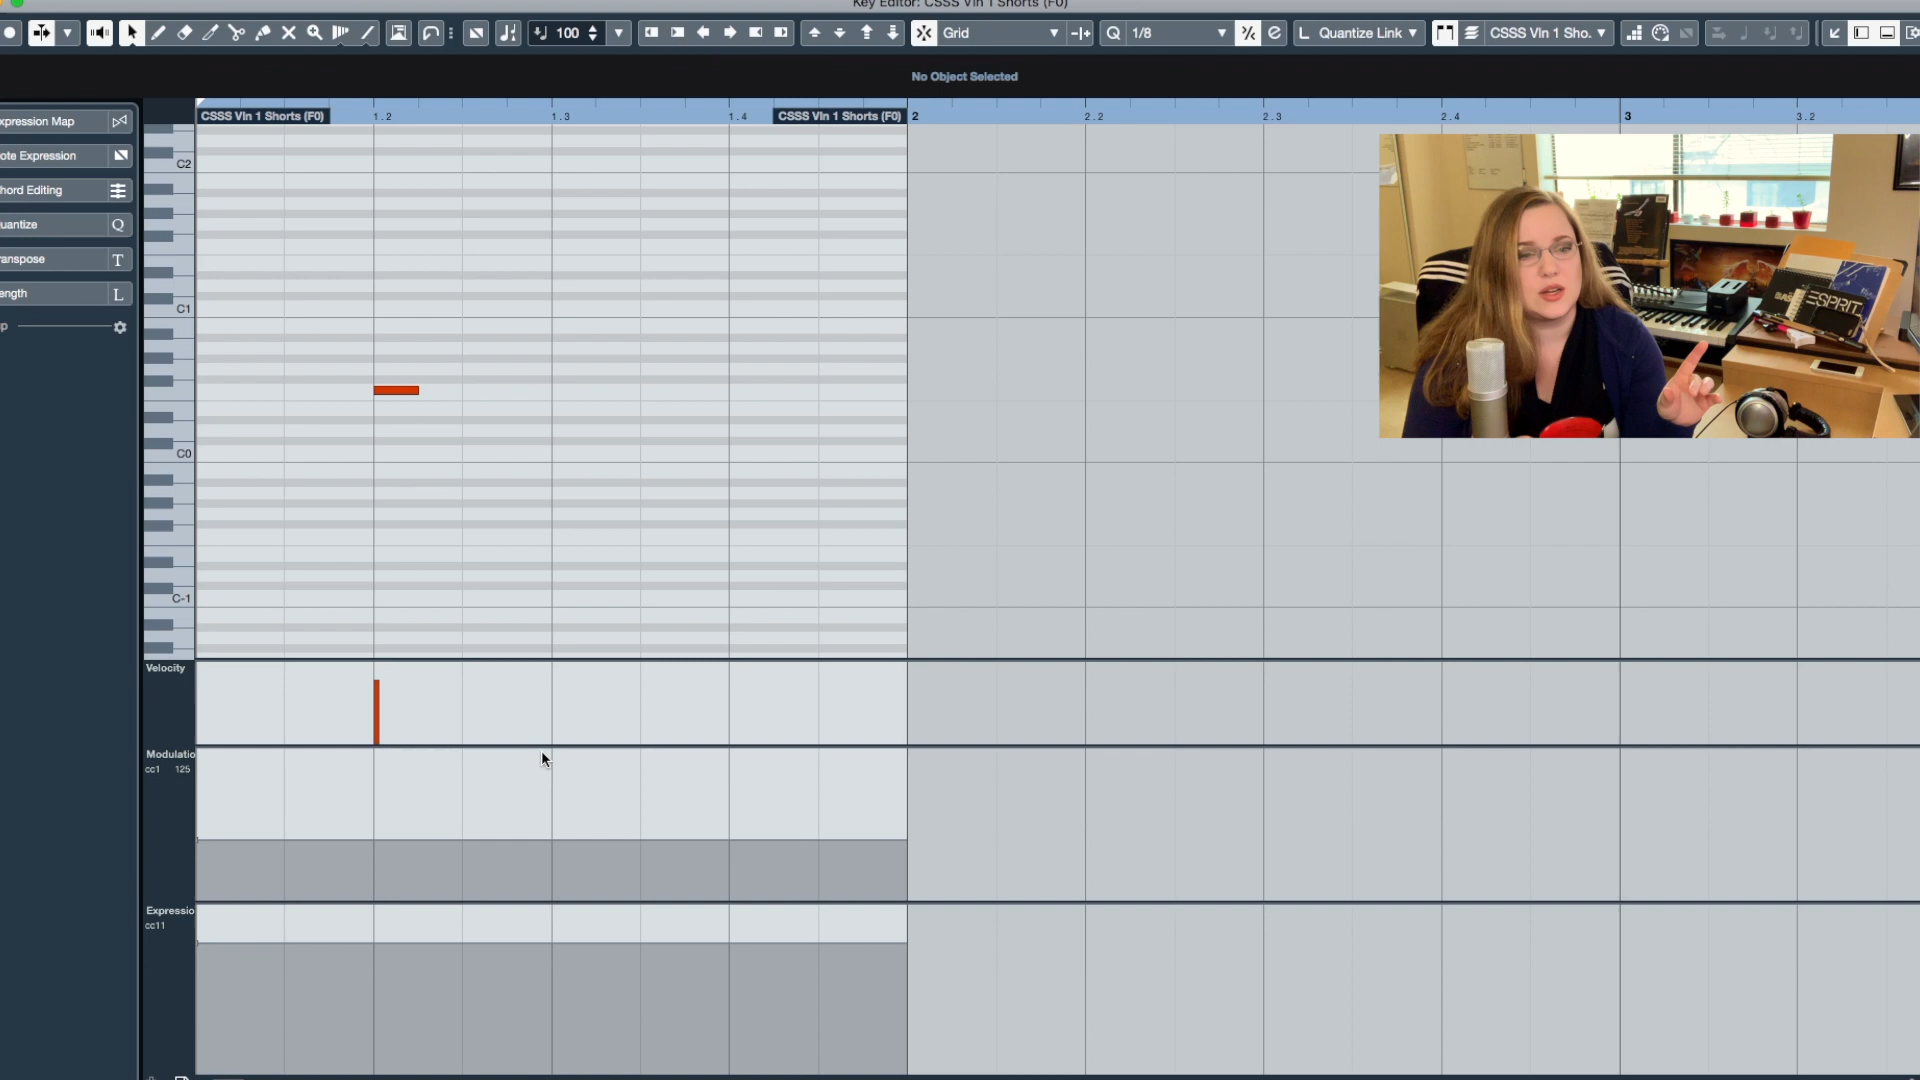 Key Editor: CSSS Vln 1 Shorts (F0)
100
Grid
1/8
Quantize Link
CSSS Vln 1 Sho.
No Object Selected
xpression Map
ote Expression
hord Editing
uantize
Q
ranspose
T
ength
L
p
CSSS Vln 1 Shorts (F0)
1.2
1.3
1.4
CSSS Vln 1 Shorts (F0)
2
2.2
2.3
2.4
3
3.2
C2
C1
C0
C-1
Velocity
Modulatio
cc1 125
Expressio
cc11
ESPRIT